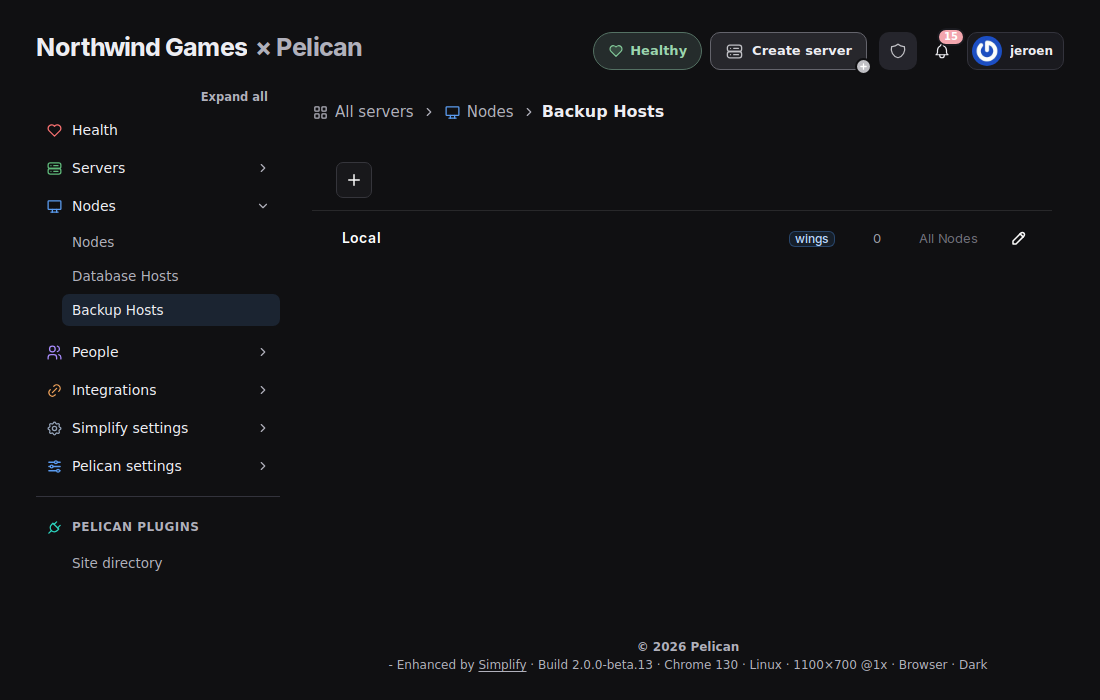 Northwind Games × Pelican
Healthy
Create server
15
jeroen
Expand all
Health
Servers
Nodes
Nodes
Database Hosts
Backup Hosts
People
Integrations
Simplify settings
Pelican settings
PELICAN PLUGINS
Site directory
All servers > Nodes > Backup Hosts
Local wings 0 All Nodes
© 2026 Pelican
- Enhanced by Simplify · Build 2.0.0-beta.13 · Chrome 130 · Linux · 1100×700 @1x · Browser · Dark